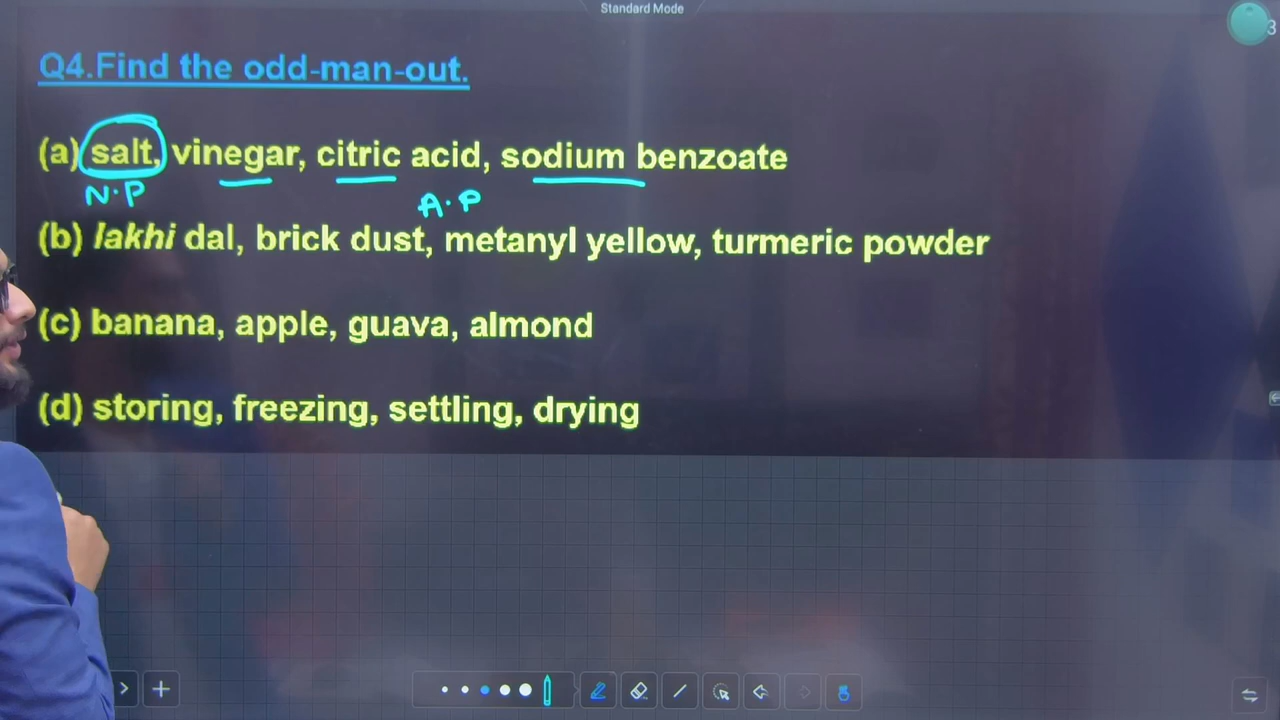 Standard Mode
3
Q4.Find the odd-man-out.
(a) salt, vinegar, citric acid, sodium benzoate
N.P
A.P
(b) lakhi dal, brick dust, metanyl yellow, turmeric powder
(c) banana, apple, guava, almond
(d) storing, freezing, settling, drying